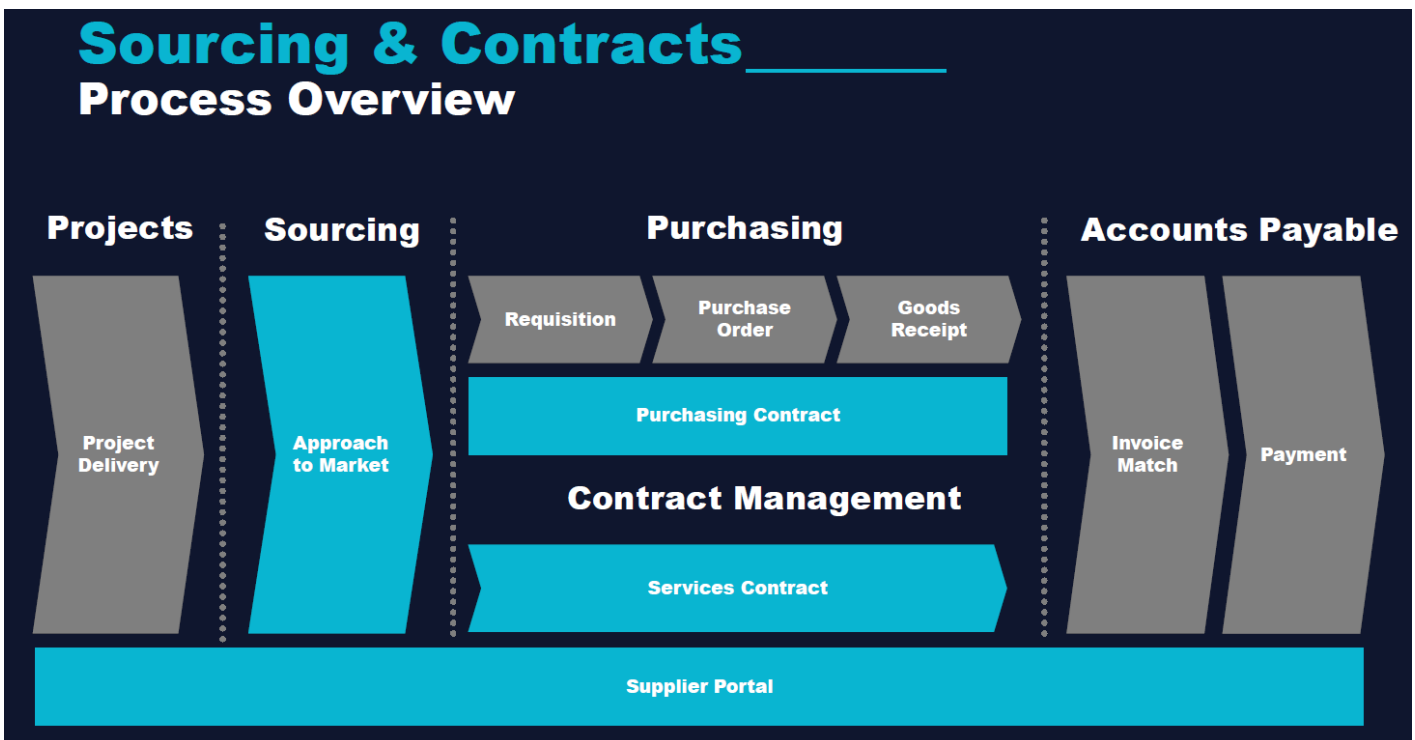 Sourcing & Contracts
Process Overview
Projects
Sourcing
Purchasing
Accounts Payable
Project
Delivery
Approach
to Market
Requisition
Purchase
Order
Goods
Receipt
Purchasing Contract
Contract Management
Services Contract
Invoice
Match
Payment
Supplier Portal